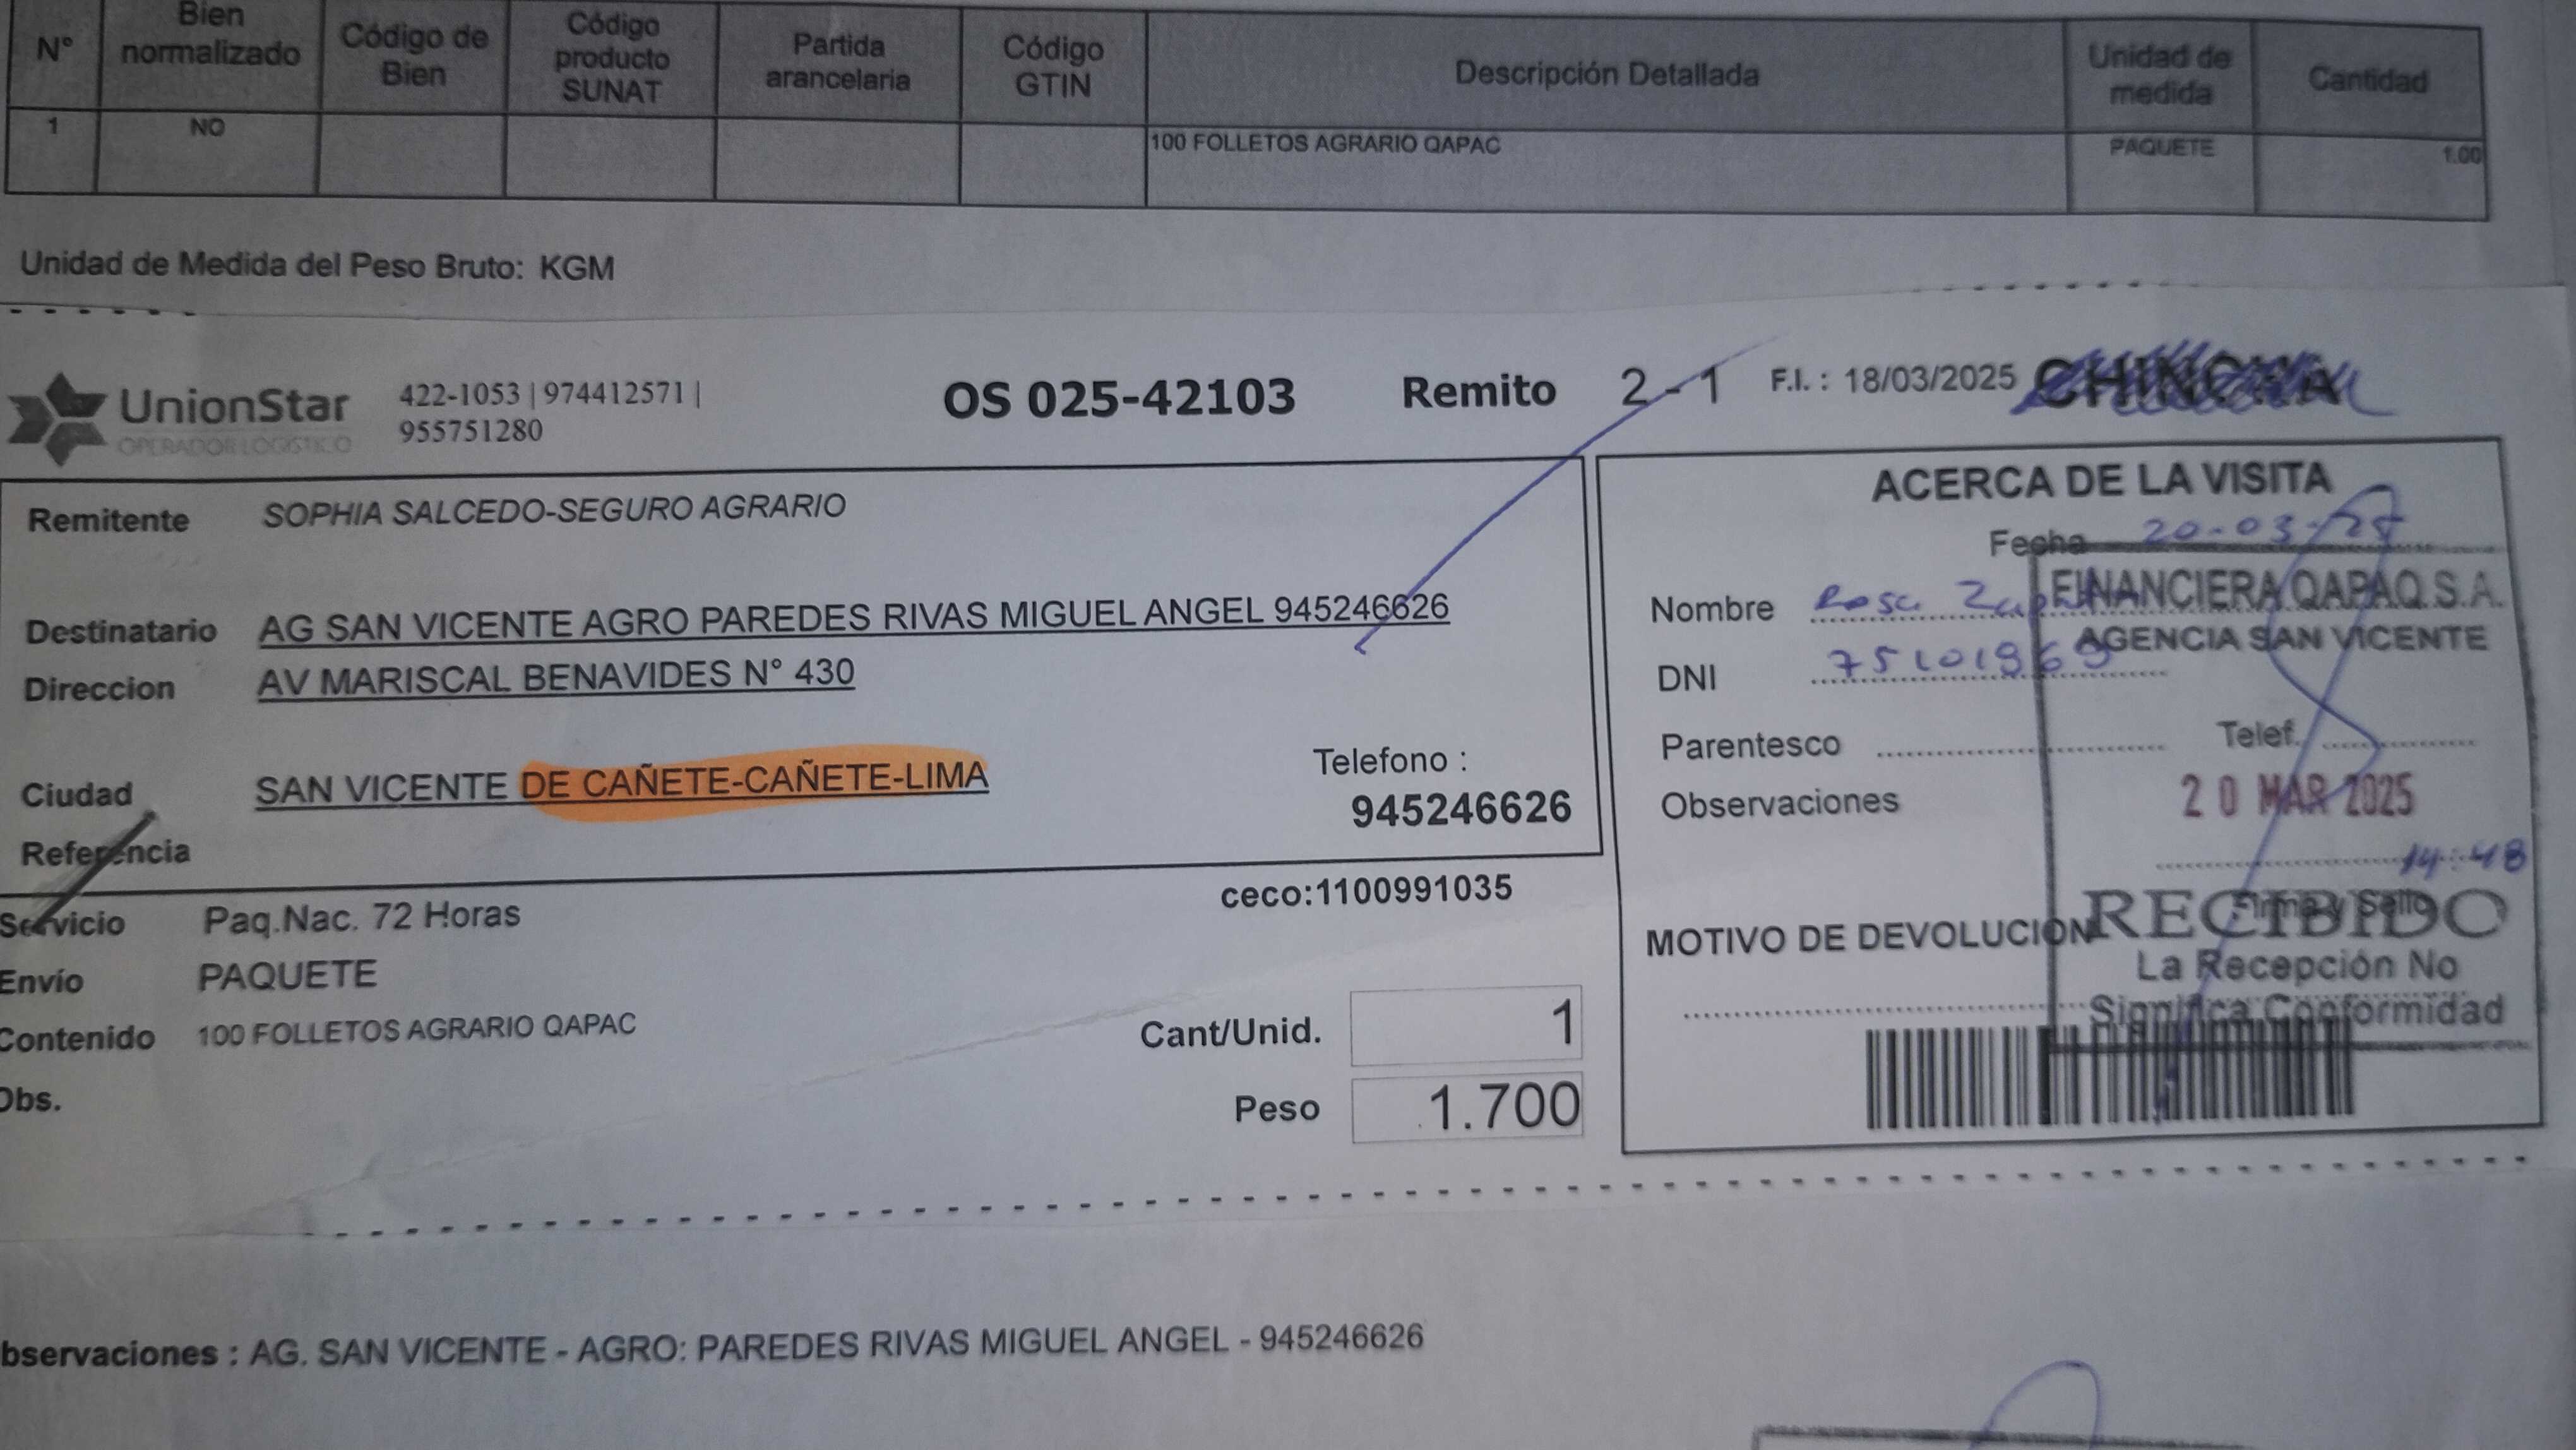 N° Bien normalizado Código de Bien Código producto SUNAT Partida arancelaria Código GTIN Descripción Detallada Unidad de medida Cantidad
1 NO 100 FOLLETOS AGRARIO QAPAC PAQUETE 1.00
Unidad de Medida del Peso Bruto: KGM
UnionStar
OPERADOR LOGISTICO
422-1053 | 974412571 |
955751280
OS 025-42103 Remito 2 - 1 F.I. : 18/03/2025 CHINCHA
Remitente SOPHIA SALCEDO-SEGURO AGRARIO
Destinatario AG SAN VICENTE AGRO PAREDES RIVAS MIGUEL ANGEL 945246626
Direccion AV MARISCAL BENAVIDES N° 430
Ciudad SAN VICENTE DE CAÑETE-CAÑETE-LIMA
Telefono :
945246626
Referencia
ceco:1100991035
Servicio Paq.Nac. 72 Horas
Envío PAQUETE
Contenido 100 FOLLETOS AGRARIO QAPAC
Obs.
Cant/Unid. 1
Peso 1.700
ACERCA DE LA VISITA
Fecha 20-03-25
Nombre Rosa
DNI
Parentesco Telef.
Observaciones
FINANCIERA QAPAQ S.A.
AGENCIA SAN VICENTE
20 MAR 2025
14:48
Firma y Sello
RECIBIDO
La Recepción No
Significa Conformidad
MOTIVO DE DEVOLUCION
bservaciones : AG. SAN VICENTE - AGRO: PAREDES RIVAS MIGUEL ANGEL - 945246626